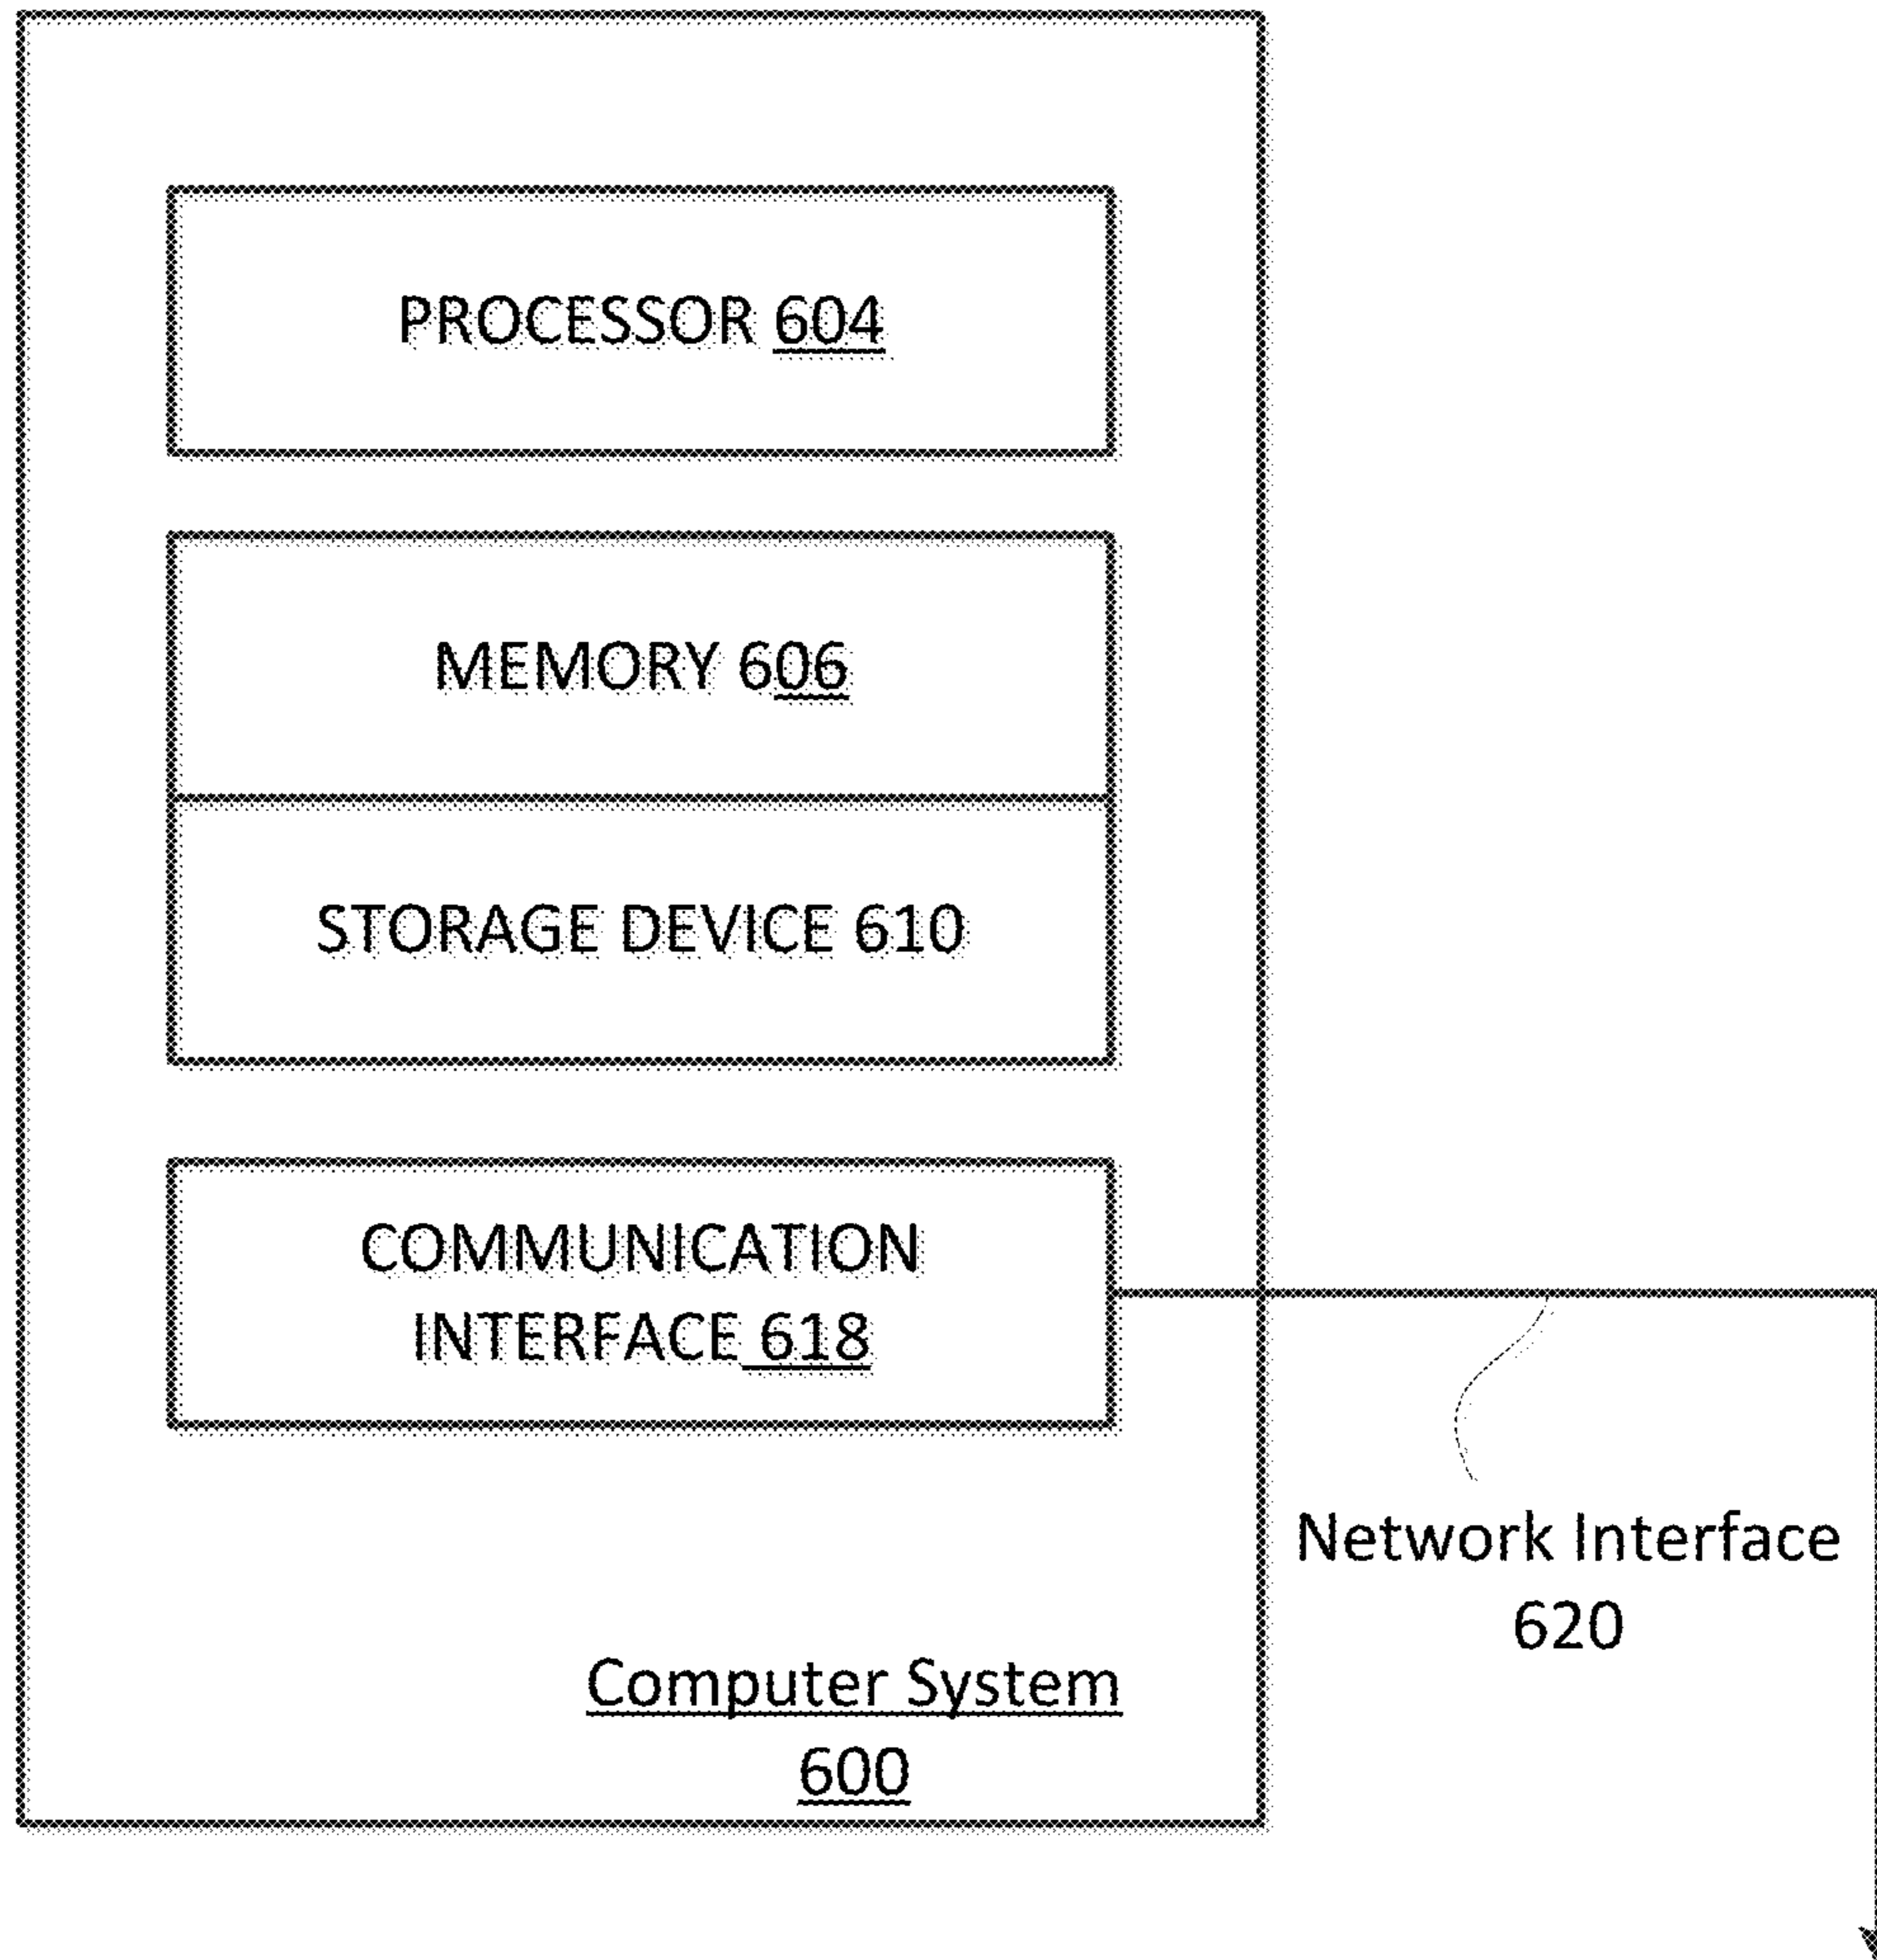 PROCESSOR 604
MEMORY 606
STORAGE DEVICE 610
COMMUNICATION
INTERFACE 618
Network Interface
620
Computer System
600